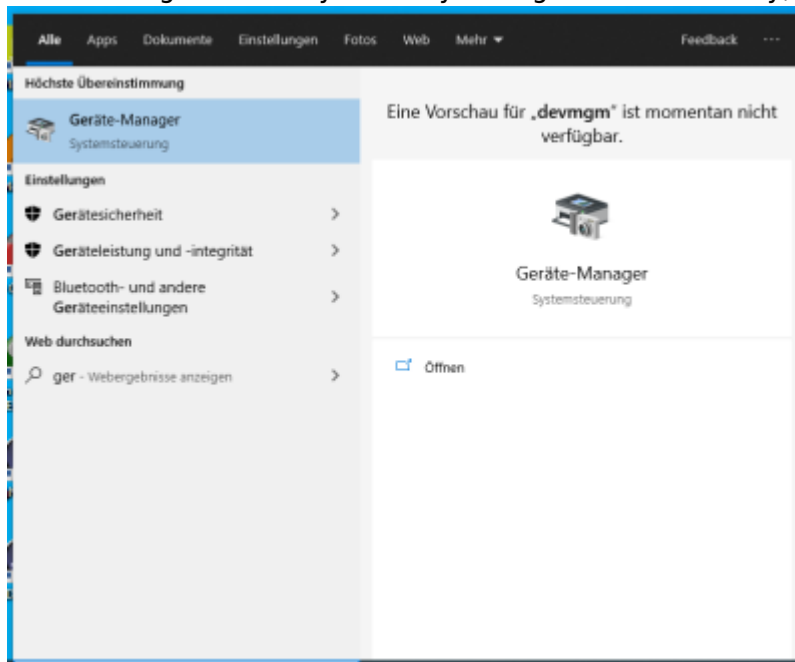 Alle Apps Dokumente Einstellungen Fotos Web Mehr Feedback ...
Höchste Übereinstimmung
Geräte-Manager
Systemsteuerung
Einstellungen
Gerätesicherheit
Geräteleistung und -integrität
Bluetooth- und andere
Geräteeinstellungen
Web durchsuchen
ger - Webergebnisse anzeigen
Eine Vorschau für „devmgm" ist momentan nicht
verfügbar.
Geräte-Manager
Systemsteuerung
Öffnen